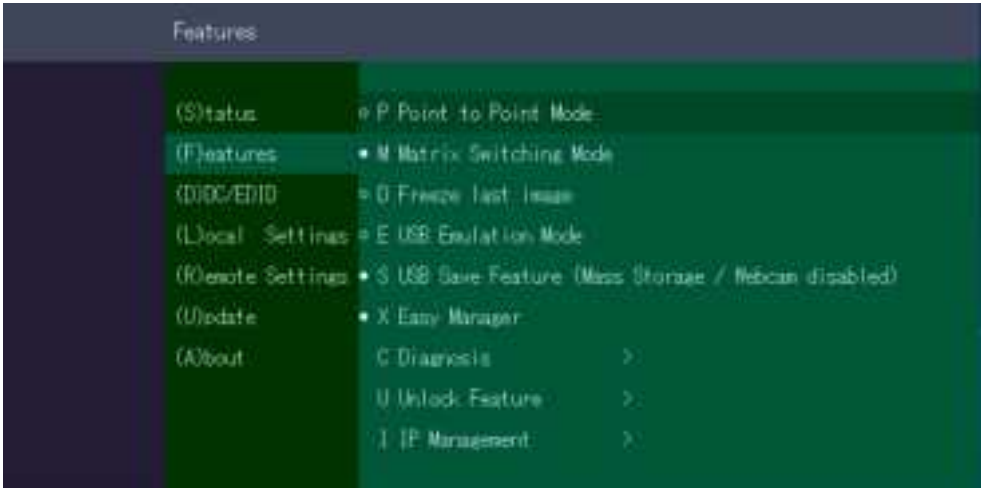 Features
(S)tatus
(F)eatures
(D)DC/EDID
(L)ocal Settings
(R)emote Settings
(U)pdate
(A)bout
P Point to Point Mode
M Matrix Switching Mode
Freeze last image
E USB Emulation Mode
S USB Save Feature (Mass Storage / Webcam disabled)
X Easy Manager
C Diagnosis >
U Unlock Feature >
I IP Management >